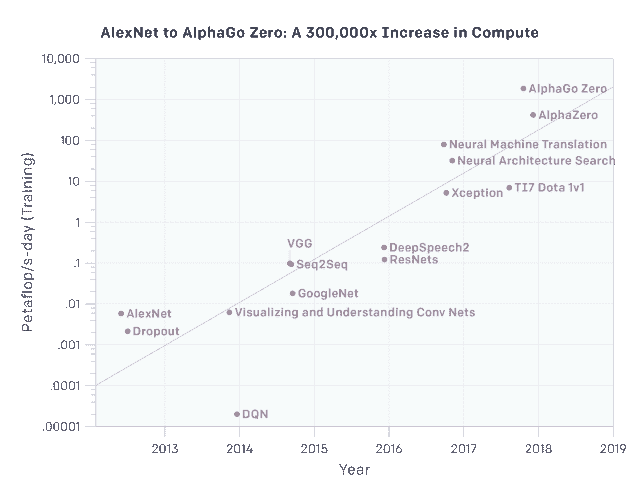 AlexNet to AlphaGo Zero: A 300,000x Increase in Compute
10,000
1,000
100
10
1
.1
.01
.001
.0001
.00001
Petaflop/s-day (Training)
AlphaGo Zero
AlphaZero
Neural Machine Translation
Neural Architecture Search
Xception
TI7 Dota 1v1
VGG
Seq2Seq
DeepSpeech2
ResNets
GoogleNet
AlexNet
Visualizing and Understanding Conv Nets
Dropout
DQN
2013 2014 2015 2016 2017 2018 2019
Year